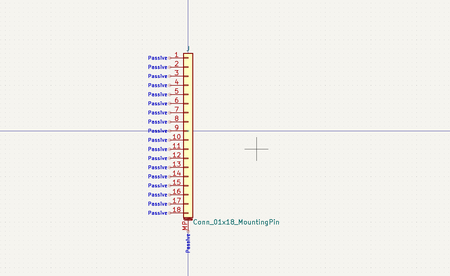 J
Passive 1
Passive 2
Passive 3
Passive 4
Passive 5
Passive 6
Passive 7
Passive 8
Passive 9
Passive 10
Passive 11
Passive 12
Passive 13
Passive 14
Passive 15
Passive 16
Passive 17
Passive 18
Conn_01x18_MountingPin
MP
Passive